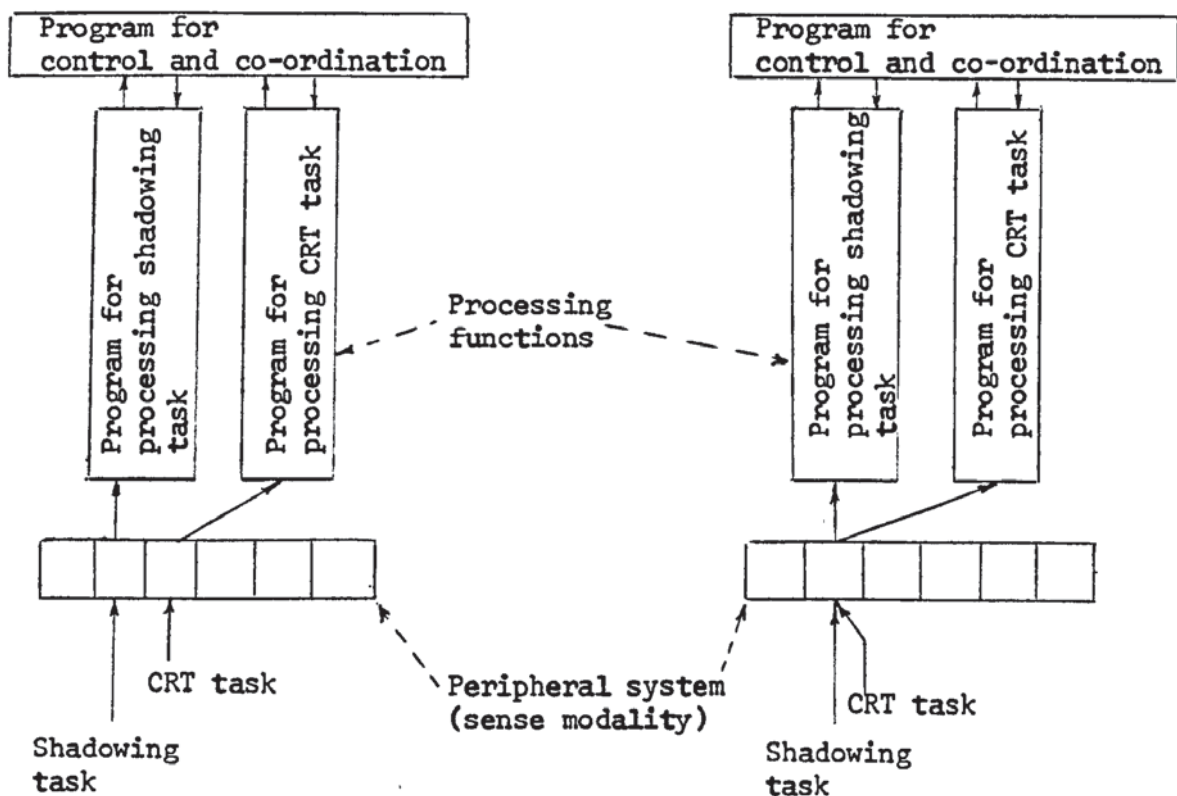 Program for
control and co-ordination
Program for
processing shadowing
task
Program for
processing CRT task
Processing
functions
CRT task
Shadowing
task
Peripheral system
(sense modality)
Program for
control and co-ordination
Program for
processing shadowing
task
Program for
processing CRT task
CRT task
Shadowing
task